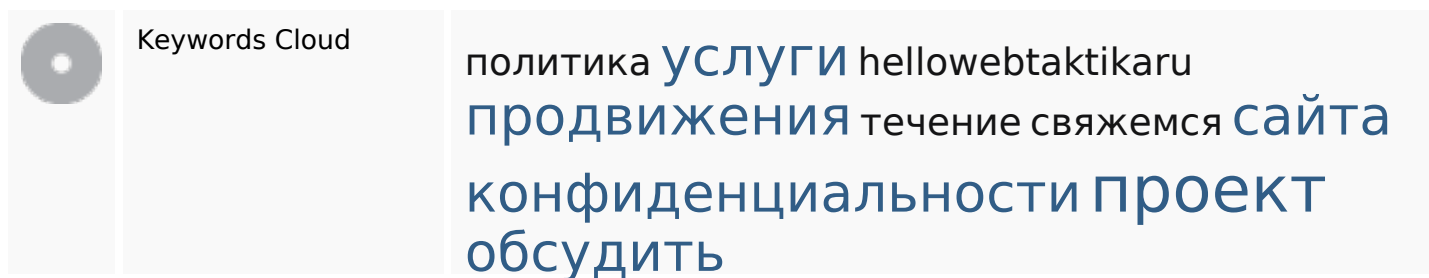 Keywords Cloud
политика услуги hellowebtaktikaru
продвижения течение свяжемся сайта
конфиденциальности проект
обсудить